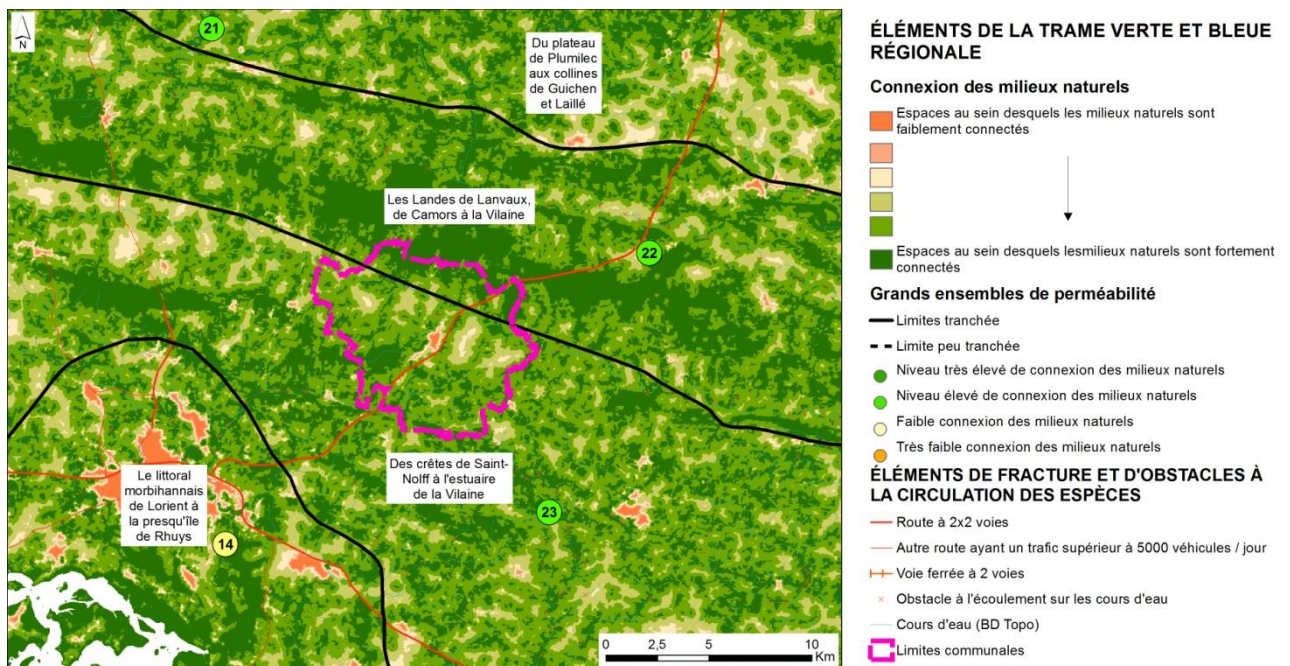 N
21
Du plateau
de Plumilec
aux collines
de Guichen
et Laillé
Les Landes de Lanvaux,
de Camors à la Vilaine
22
Des crêtes de Saint-
Nolff à l'estuaire
de la Vilaine
23
Le littoral
morbihannais
de Lorient à
la presqu'île
de Rhuys
14
0 2,5 5 10
Km
ÉLÉMENTS DE LA TRAME VERTE ET BLEUE
RÉGIONALE
Connexion des milieux naturels
Espaces au sein desquels les milieux naturels sont
faiblement connectés
Espaces au sein desquels lesmilieux naturels sont fortement
connectés
Grands ensembles de perméabilité
Limites tranchée
Limite peu tranchée
Niveau très élevé de connexion des milieux naturels
Niveau élevé de connexion des milieux naturels
Faible connexion des milieux naturels
Très faible connexion des milieux naturels
ÉLÉMENTS DE FRACTURE ET D'OBSTACLES À
LA CIRCULATION DES ESPÈCES
Route à 2x2 voies
Autre route ayant un trafic supérieur à 5000 véhicules / jour
Voie ferrée à 2 voies
Obstacle à l'écoulement sur les cours d'eau
Cours d'eau (BD Topo)
Limites communales